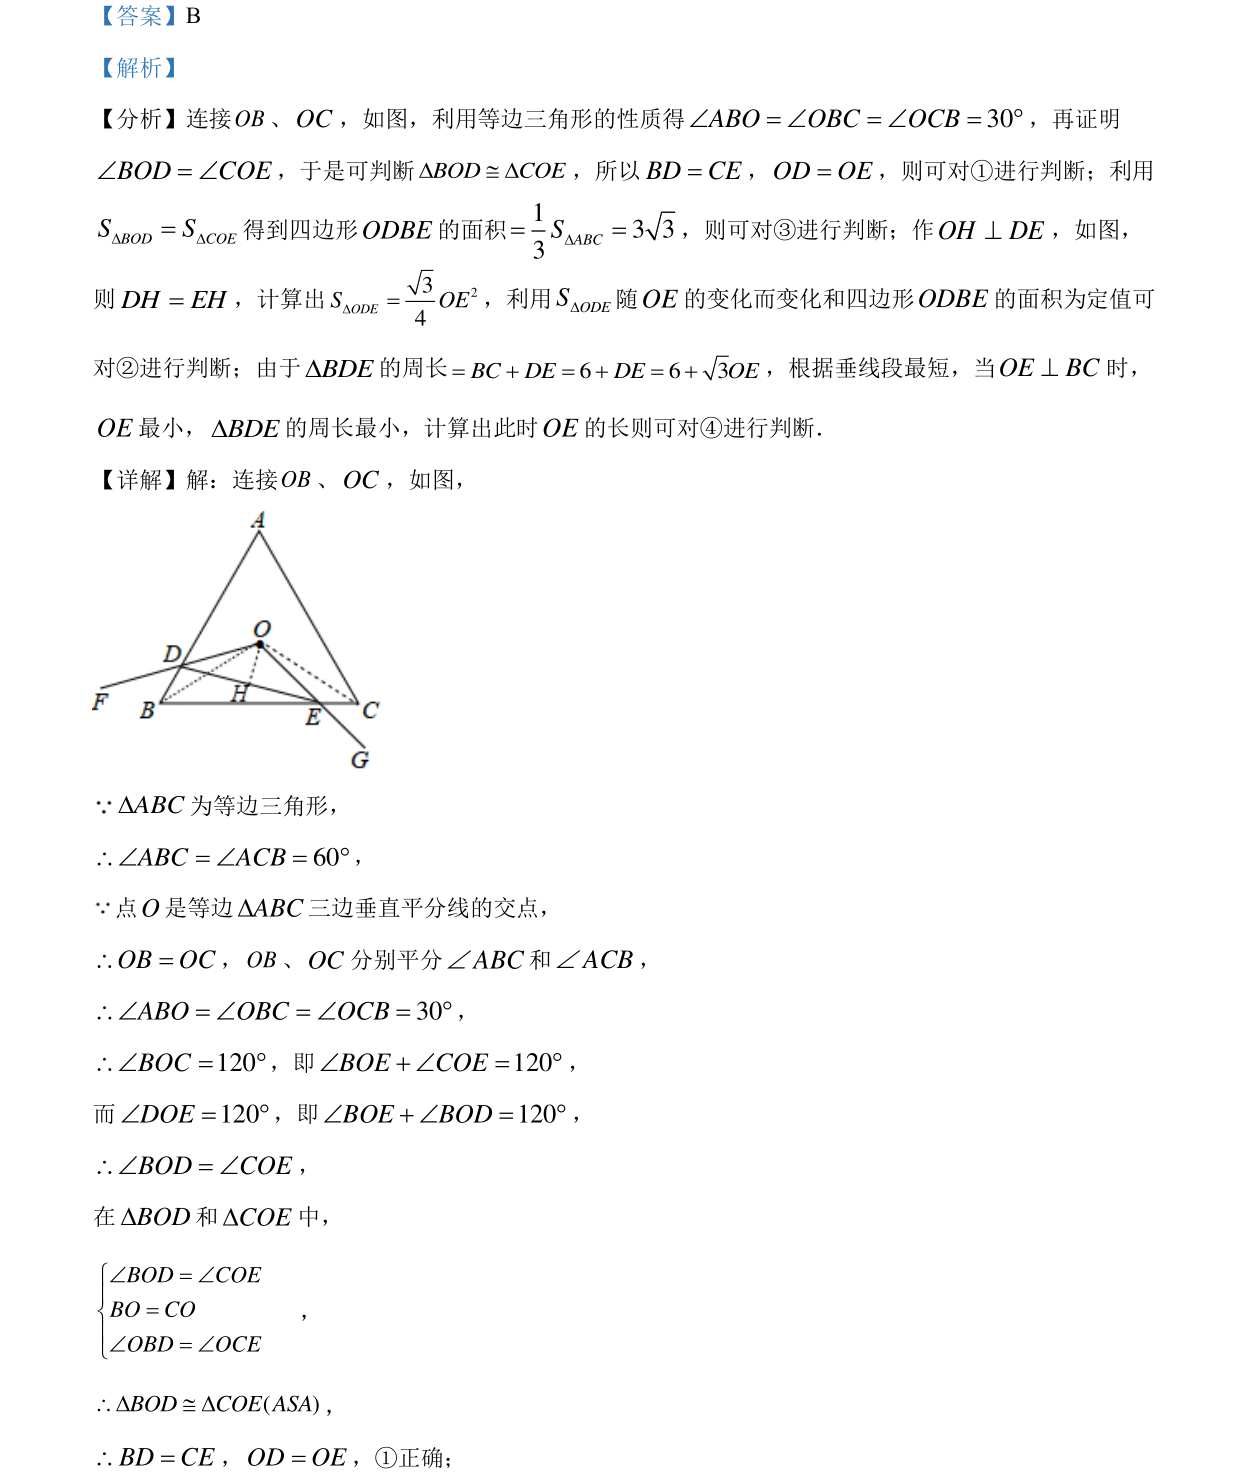 【答案】B
【解析】
【分析】连接OB、OC，如图，利用等边三角形的性质得∠ABO=∠OBC=∠OCB=30°，再证明
∠BOD=∠COE，于是可判断ΔBOD≅ΔCOE，所以BD=CE，OD=OE，则可对①进行判断；利用
S_{ΔBOD}=S_{ΔCOE}得到四边形ODBE的面积=\frac{1}{3}S_{ΔABC}=3\sqrt{3}，则可对③进行判断；作OH⊥DE，如图，
则DH=EH，计算出S_{ΔODE}=\frac{\sqrt{3}}{4}OE^2，利用S_{ΔODE}随OE的变化而变化和四边形ODBE的面积为定值可
对②进行判断；由于ΔBDE的周长=BC+DE=6+DE=6+\sqrt{3}OE，根据垂线段最短，当OE⊥BC时，
OE最小，ΔBDE的周长最小，计算出此时OE的长则可对④进行判断．
【详解】解：连接OB、OC，如图，
A
O
D
F
B
H
E
C
G
∵ΔABC为等边三角形，
∴∠ABC=∠ACB=60°，
∵点O是等边ΔABC三边垂直平分线的交点，
∴OB=OC，OB、OC分别平分∠ABC和∠ACB，
∴∠ABO=∠OBC=∠OCB=30°，
∴∠BOC=120°，即∠BOE+∠COE=120°，
而∠DOE=120°，即∠BOE+∠BOD=120°，
∴∠BOD=∠COE，
在ΔBOD和ΔCOE中，
∠BOD=∠COE
BO=CO，
∠OBD=∠OCE
∴ΔBOD≅ΔCOE(ASA)，
∴BD=CE，OD=OE，①正确；